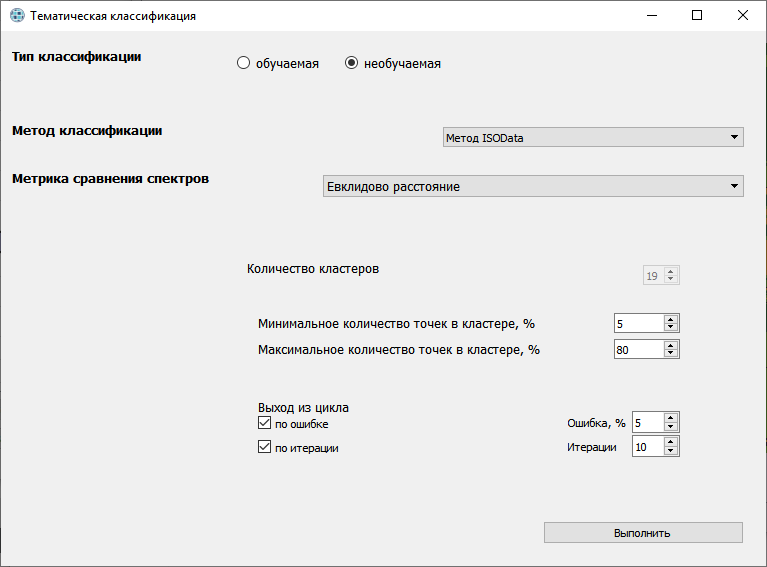 Тематическая классификация
Тип классификации
обучаемая
необучаемая
Метод классификации
Метод ISOData
Метрика сравнения спектров
Евклидово расстояние
Количество кластеров
19
Минимальное количество точек в кластере, %
5
Максимальное количество точек в кластере, %
80
Выход из цикла
по ошибке
Ошибка, %
5
по итерации
Итерации
10
Выполнить